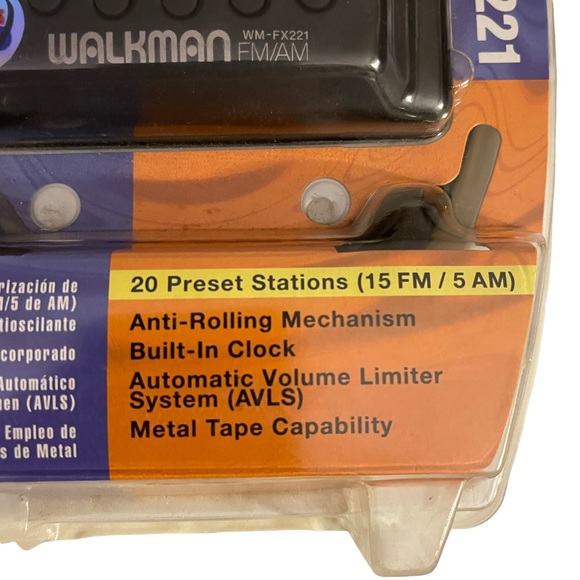 WALKMAN WM-FX221
FM/AM
221
rización de
/5 de AM)
tioscilante
corporado
Automático
en (AVLS)
Empleo de
s de Metal
20 Preset Stations (15 FM / 5 AM)
Anti-Rolling Mechanism
Built-In Clock
Automatic Volume Limiter
System (AVLS)
Metal Tape Capability